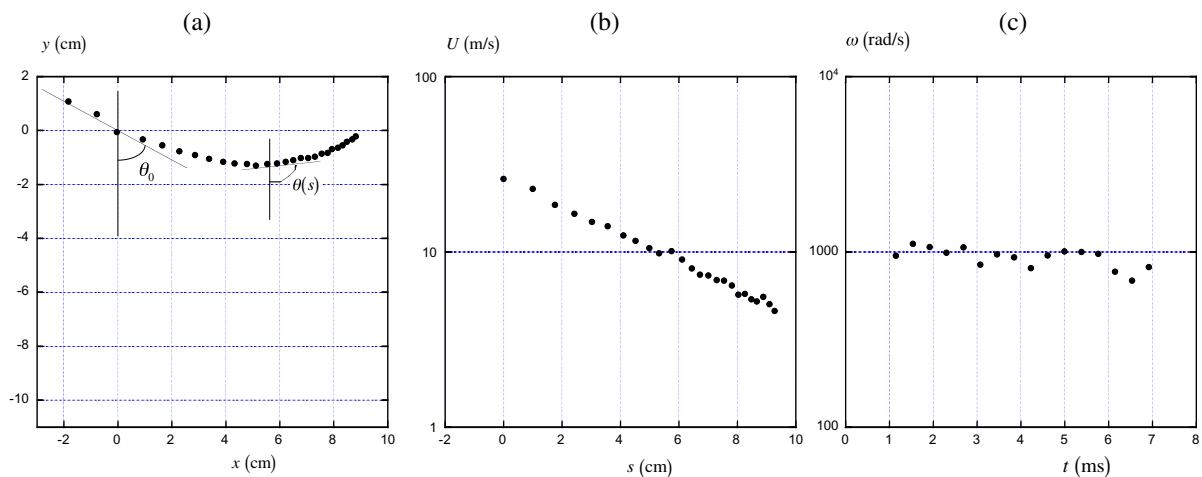 (a)
(b)
(c)
y (cm)
U (m/s)
ω (rad/s)
2
0
-2
-4
-6
-8
-10
θ₀
θ(s)
-2 0 2 4 6 8 10
x (cm)
100
10
1
-2 0 2 4 6 8 10
s (cm)
10⁴
1000
100
0 1 2 3 4 5 6 7 8
t (ms)